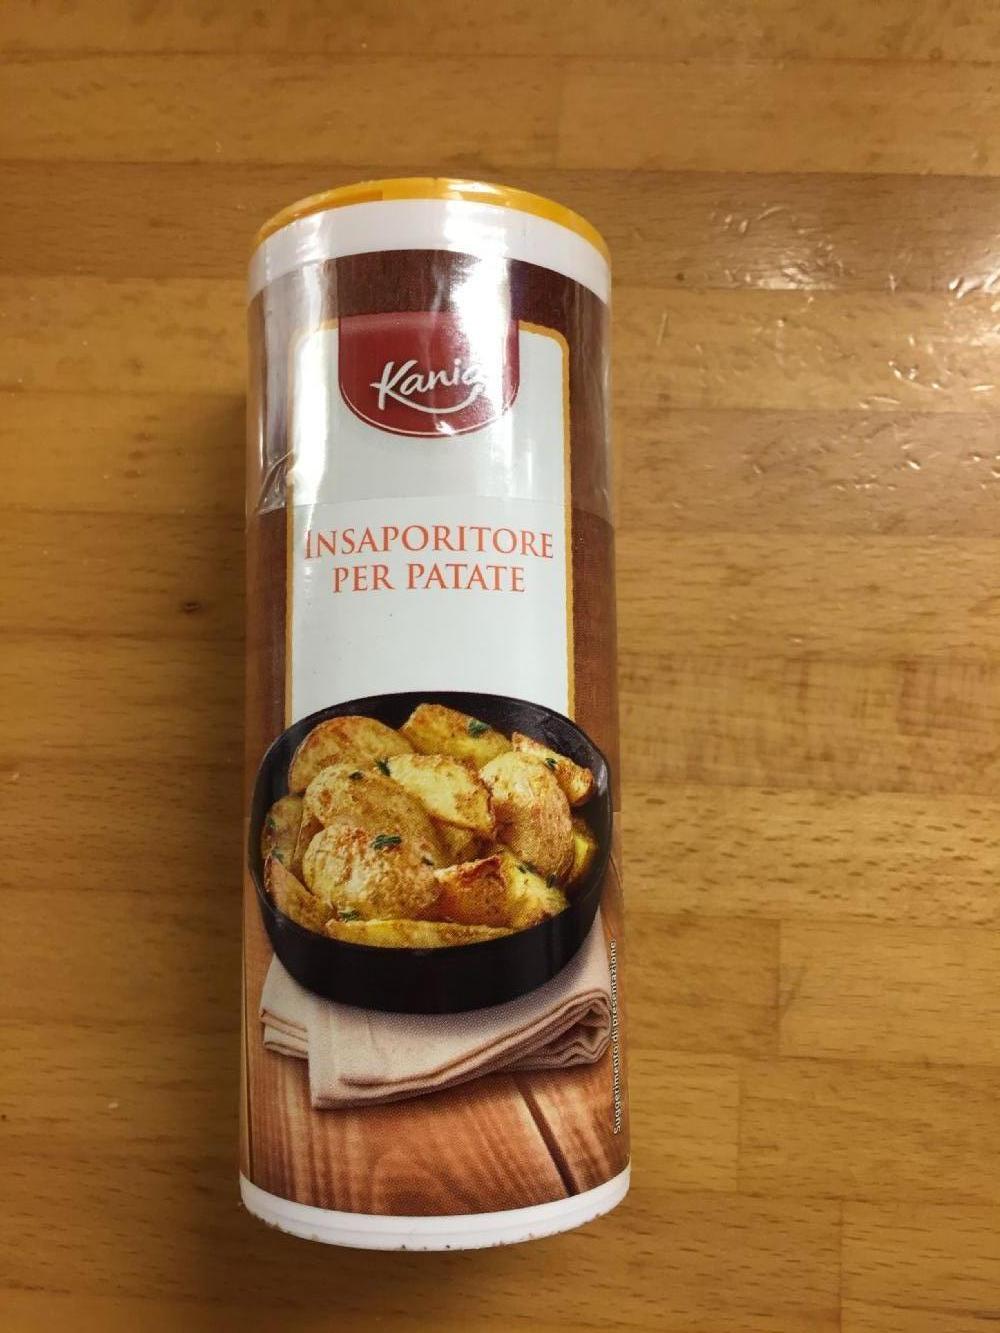 Kania
INSAPORITORE
PER PATATE
Suggerimento di presentazione.